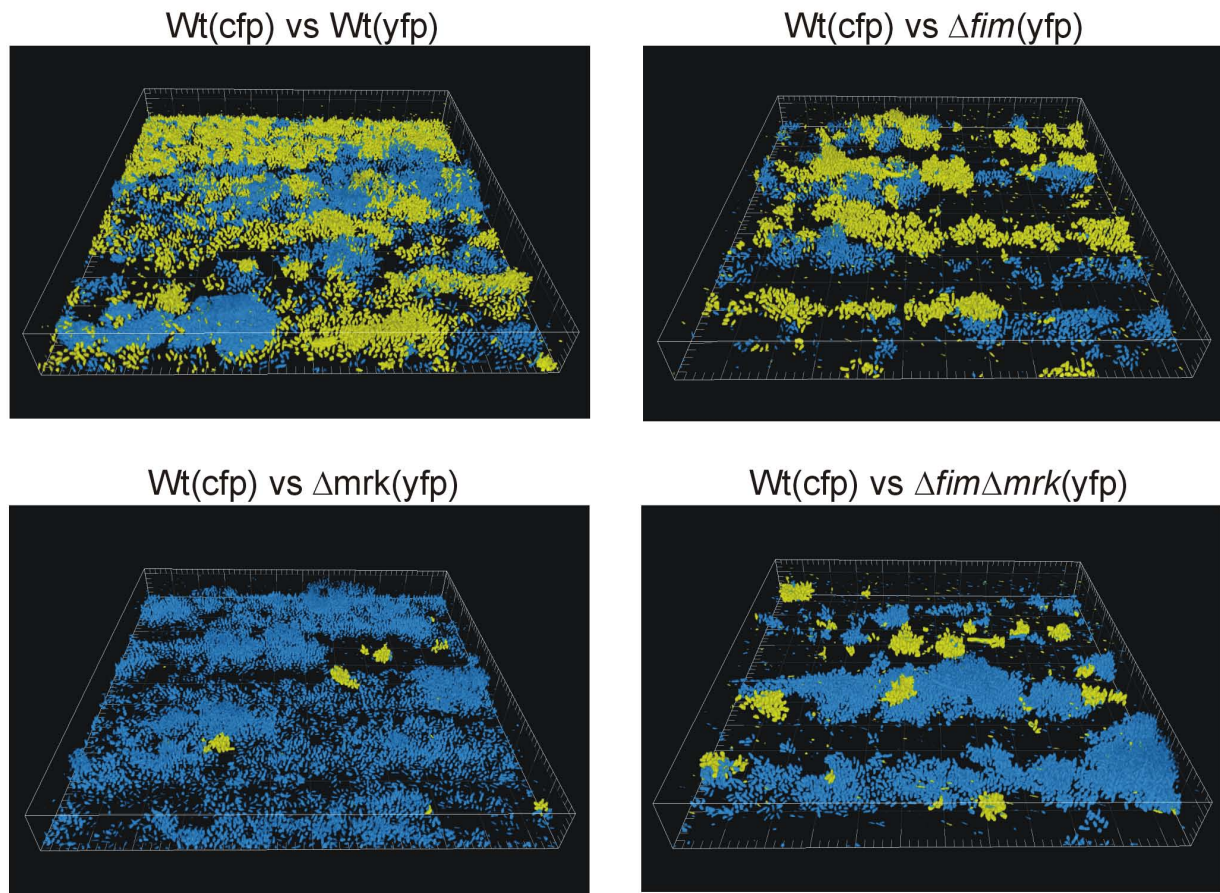 Wt(cfp) vs Wt(yfp)
Wt(cfp) vs Δfim(yfp)
Wt(cfp) vs Δmrk(yfp)
Wt(cfp) vs ΔfimΔmrk(yfp)